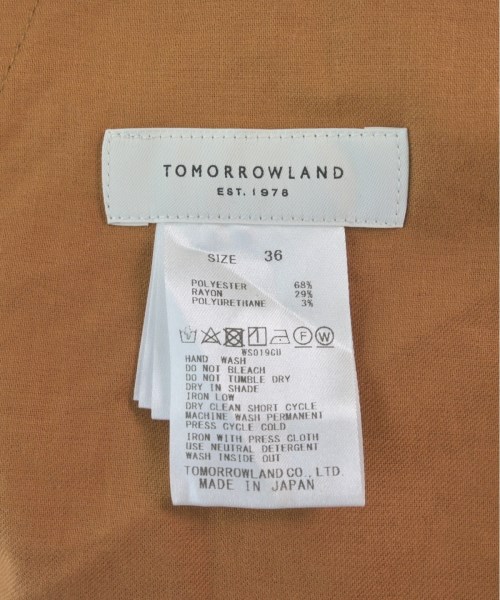 TOMORROWLAND
EST. 1978
SIZE 36
POLYESTER 68%
RAYON 29%
POLYURETHANE 3%
F W
WS019GU
HAND WASH
DO NOT BLEACH
DO NOT TUMBLE DRY
DRY IN SHADE
IRON LOW
DRY CLEAN SHORT CYCLE
MACHINE WASH PERMANENT
PRESS CYCLE COLD
IRON WITH PRESS CLOTH
USE NEUTRAL DETERGENT
WASH INSIDE OUT
TOMORROWLAND CO., LTD.
MADE IN JAPAN